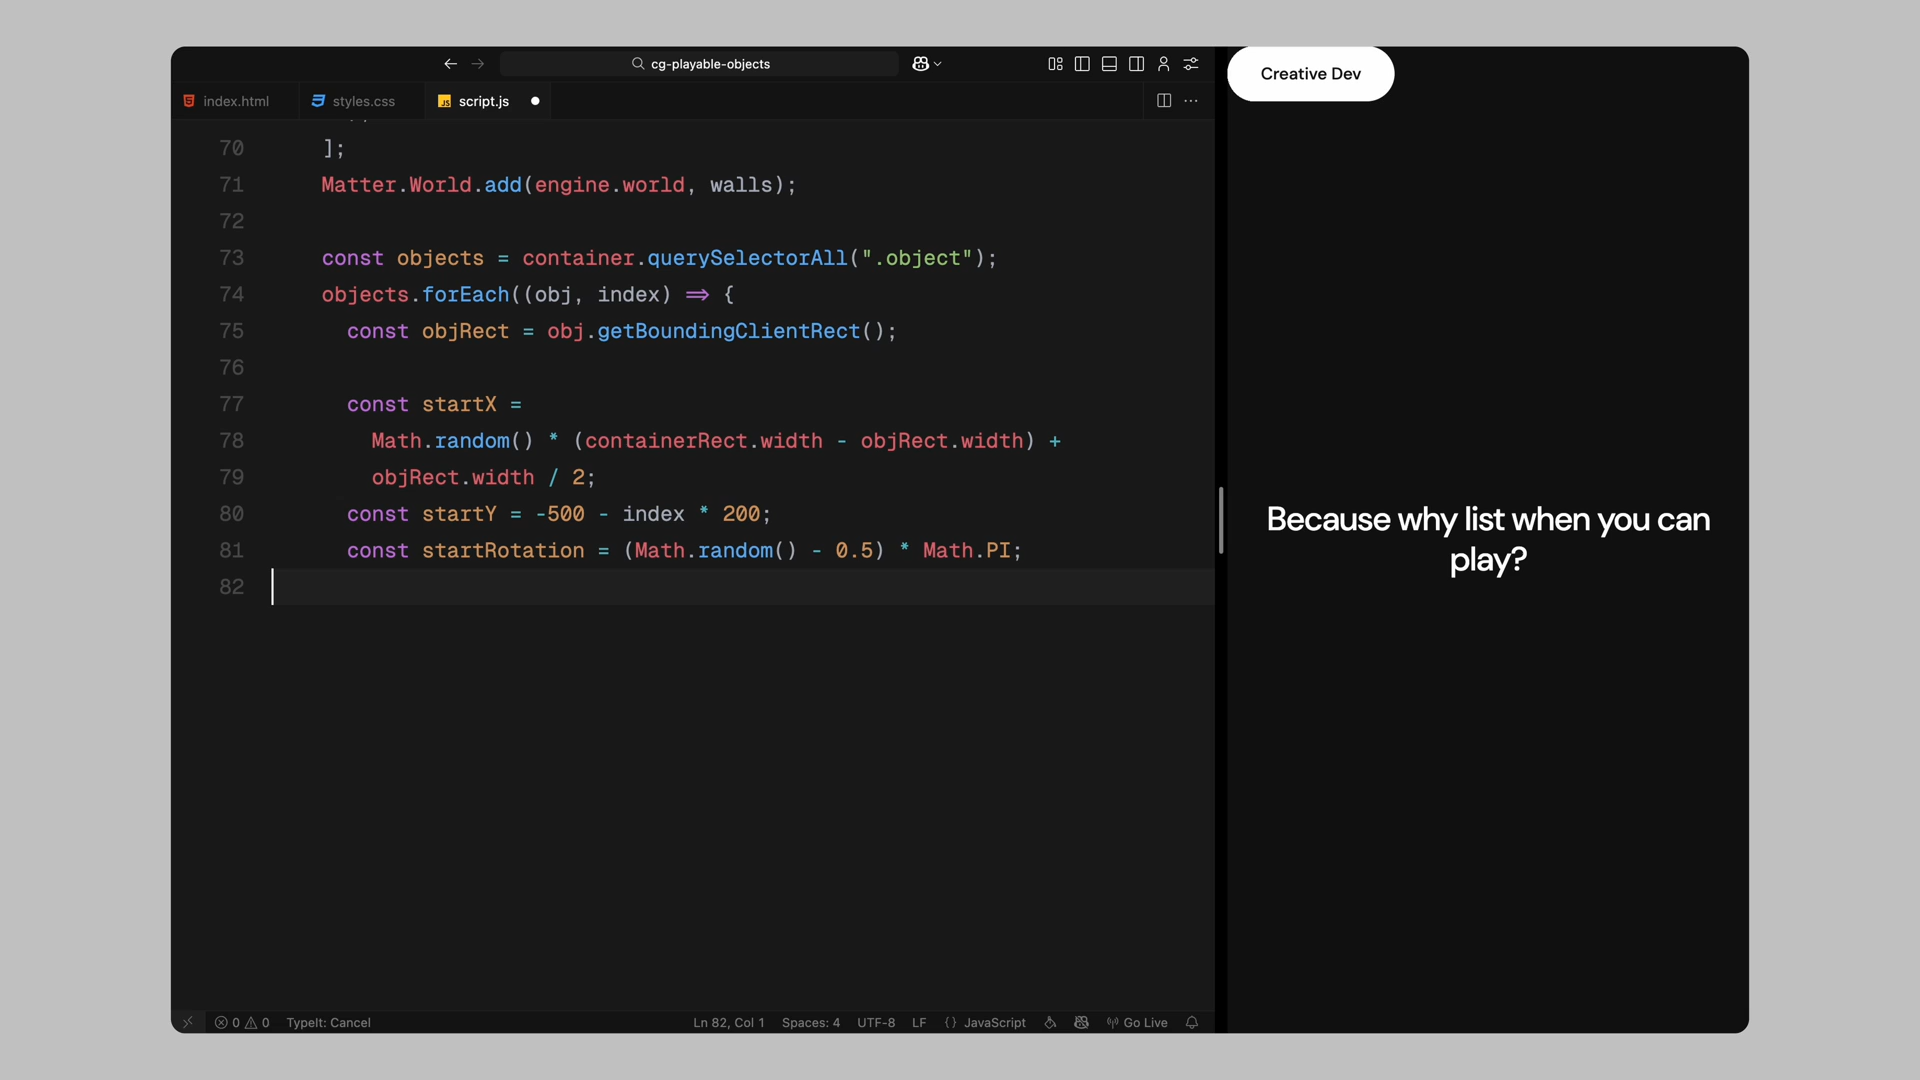 cg-playable-objects
index.html
styles.css
script.js
70 ];
71 Matter.World.add(engine.world, walls);
72
73 const objects = container.querySelectorAll(".object");
74 objects.forEach((obj, index) => {
75 const objRect = obj.getBoundingClientRect();
76
77 const startX =
78 Math.random() * (containerRect.width - objRect.width) +
79 objRect.width / 2;
80 const startY = -500 - index * 200;
81 const startRotation = (Math.random() - 0.5) * Math.PI;
82
0 0 TypeIt: Cancel
Ln 82, Col 1 Spaces: 4 UTF-8 LF {} JavaScript Go Live
Creative Dev
Because why list when you can
play?